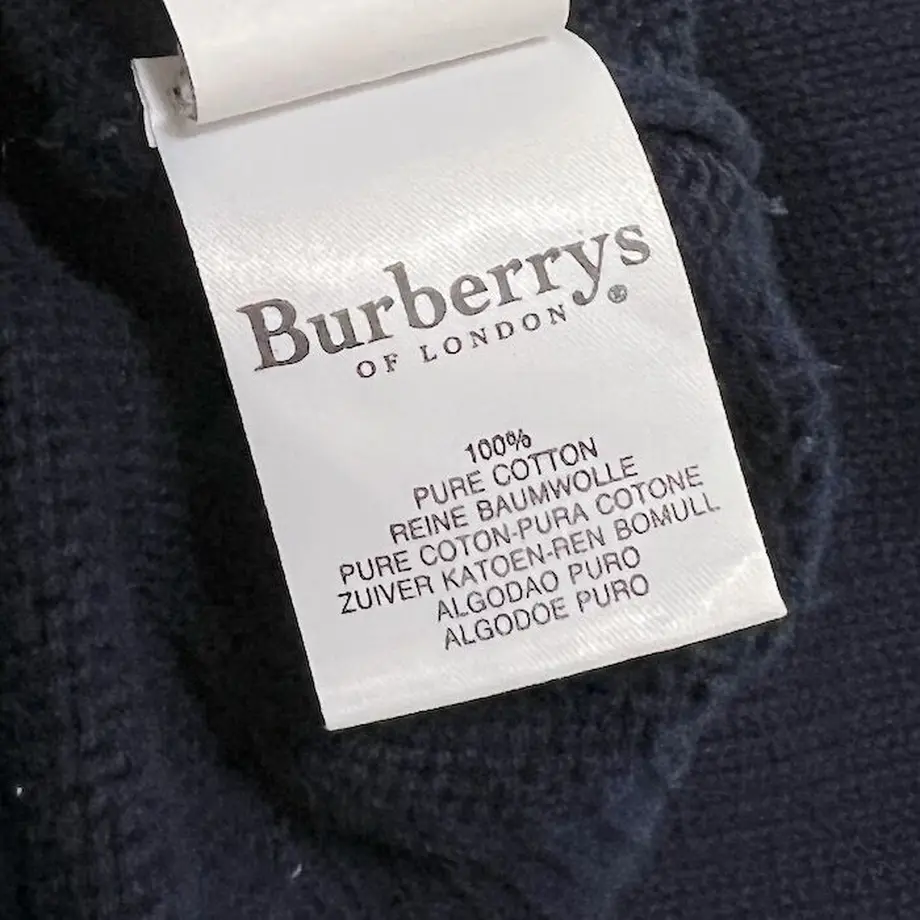 Burberrys
OF LONDON ®
100%
PURE COTTON
REINE BAUMWOLLE
PURE COTON-PURA COTONE
ZUIVER KATOEN-REN BOMULL
ALGODAO PURO
ALGODOE PURO